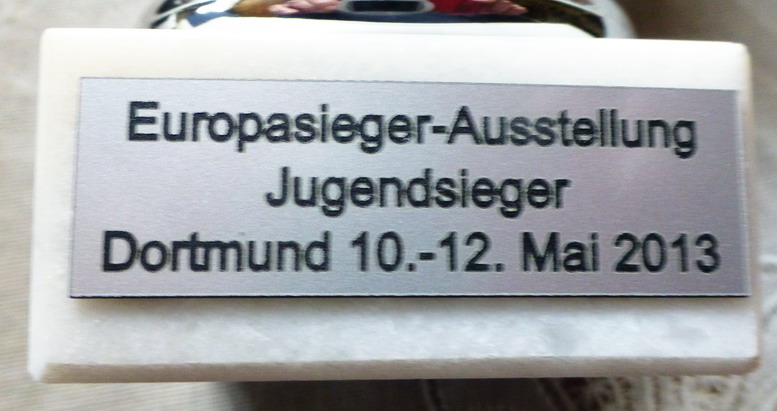 Europasieger-Ausstellung
Jugendsieger
Dortmund 10.-12. Mai 2013